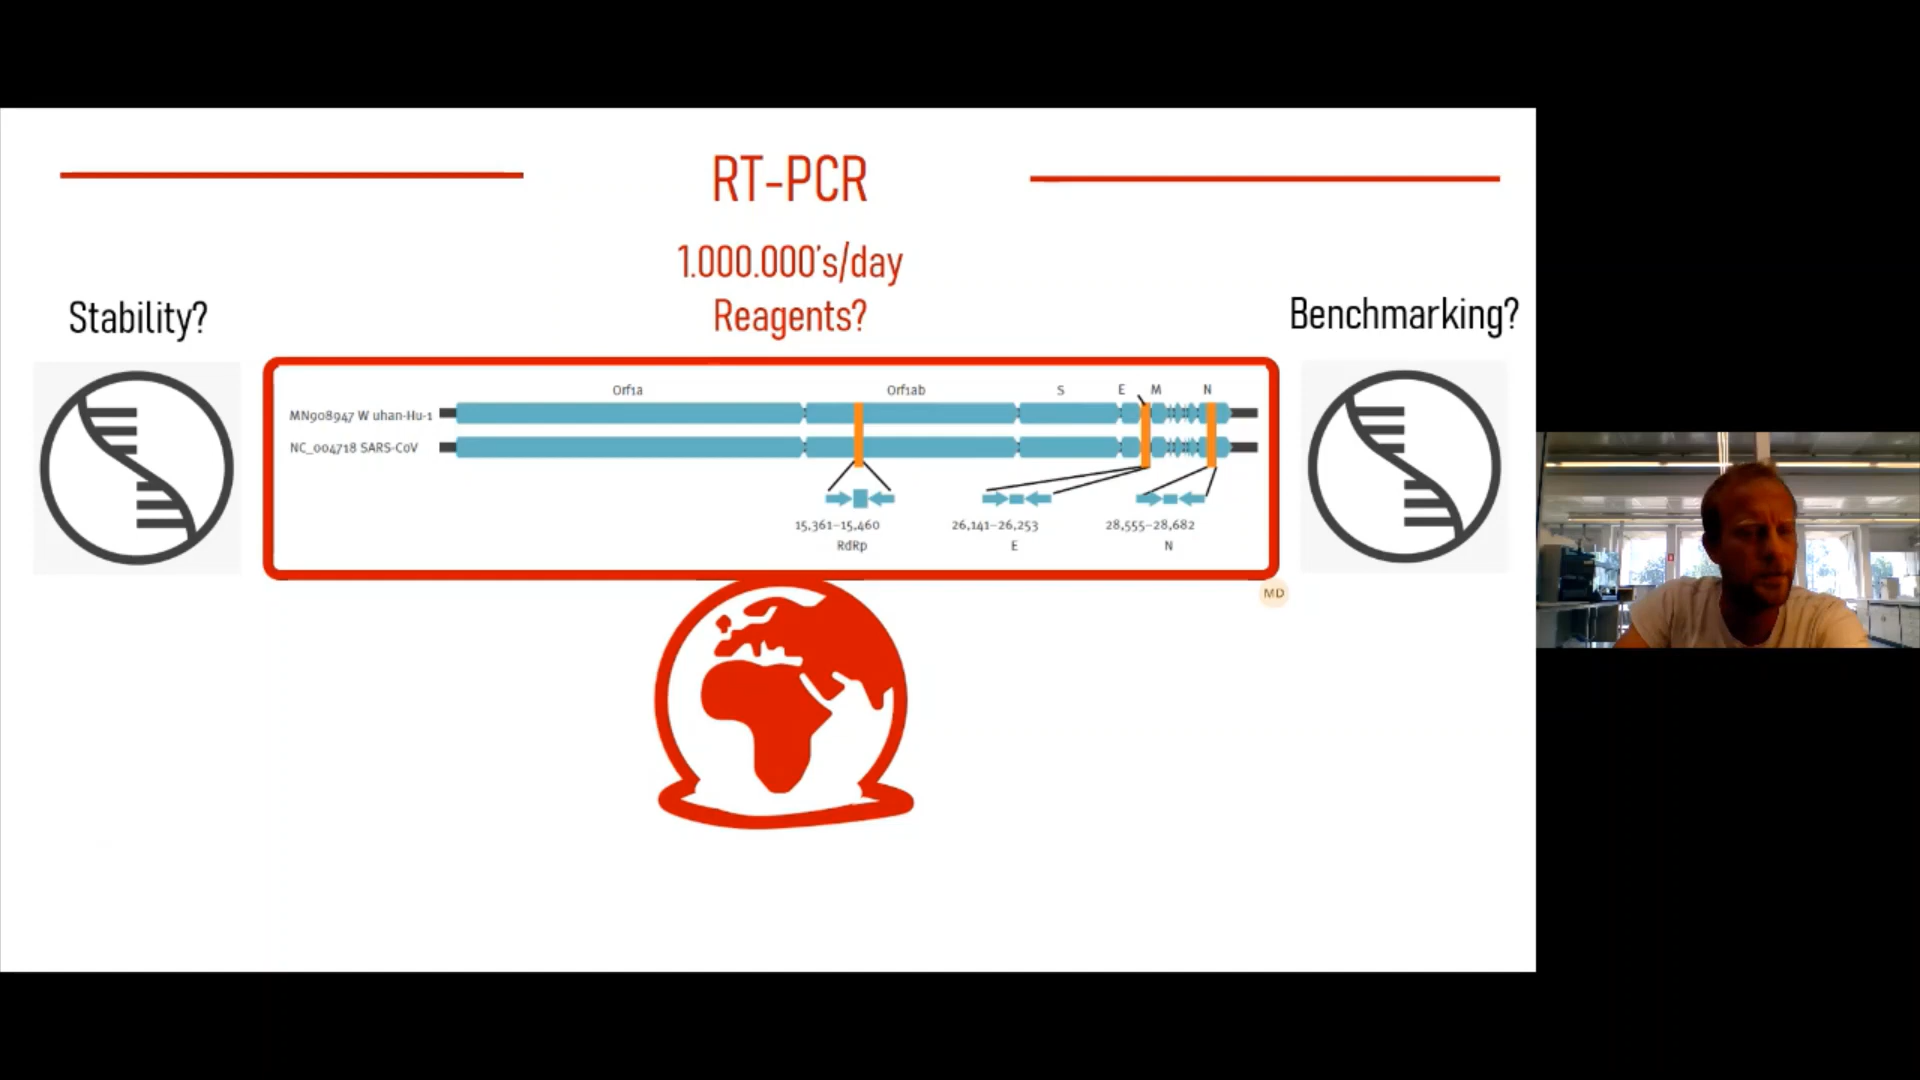 RT-PCR
1.000.000's/day
Reagents?
Stability?
Benchmarking?
Orf1a Orf1ab S E M N
MN908947 W uhan-Hu-1
NC_004718 SARS-CoV
15,361–15,460 26,141–26,253 28,555–28,682
RdRp E N
MD